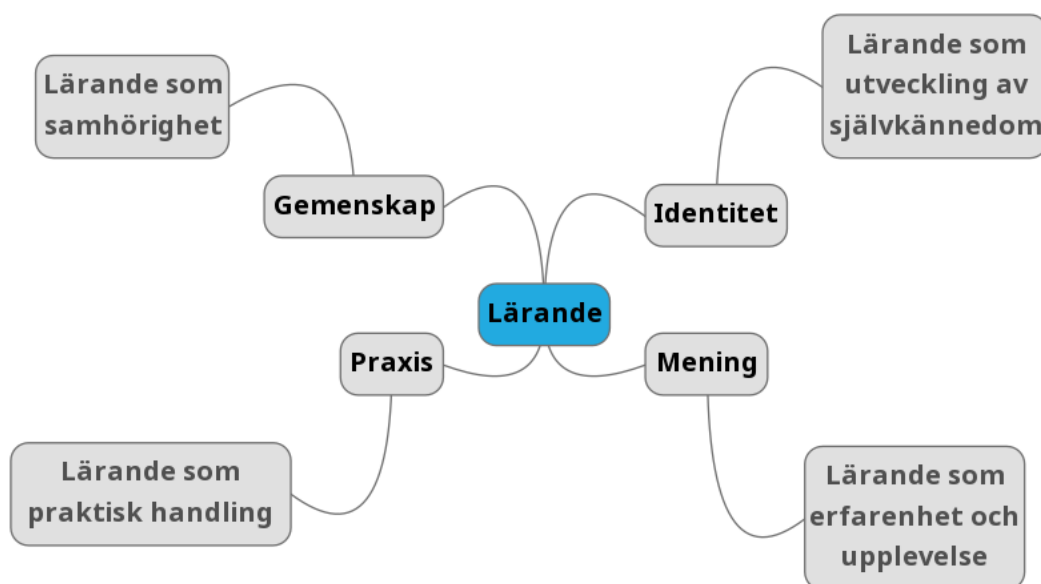 Lärande som
samhörighet
Gemenskap
Lärande som
utveckling av
självkännedom
Identitet
Lärande
Praxis
Lärande som
praktisk handling
Mening
Lärande som
erfarenhet och
upplevelse